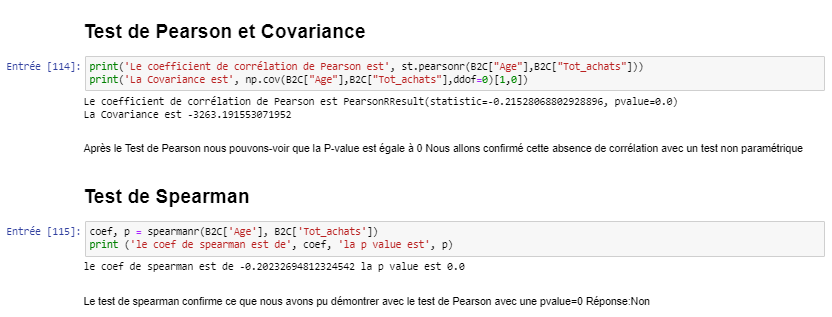 Test de Pearson et Covariance
Entrée [114]: print('Le coefficient de corrélation de Pearson est', st.pearsonr(B2C["Age"],B2C["Tot_achats"]))
print('La Covariance est', np.cov(B2C["Age"],B2C["Tot_achats"],ddof=0)[1,0])
Le coefficient de corrélation de Pearson est PearsonRResult(statistic=-0.21528068802928896, pvalue=0.0)
La Covariance est -3263.191553071952
Après le Test de Pearson nous pouvons-voir que la P-value est égale à 0 Nous allons confirmé cette absence de corrélation avec un test non paramétrique
Test de Spearman
Entrée [115]: coef, p = spearmanr(B2C['Age'], B2C['Tot_achats'])
print ('le coef de spearman est de', coef, 'la p value est', p)
le coef de spearman est de -0.20232694812324542 la p value est 0.0
Le test de spearman confirme ce que nous avons pu démontrer avec le test de Pearson avec une pvalue=0 Réponse:Non